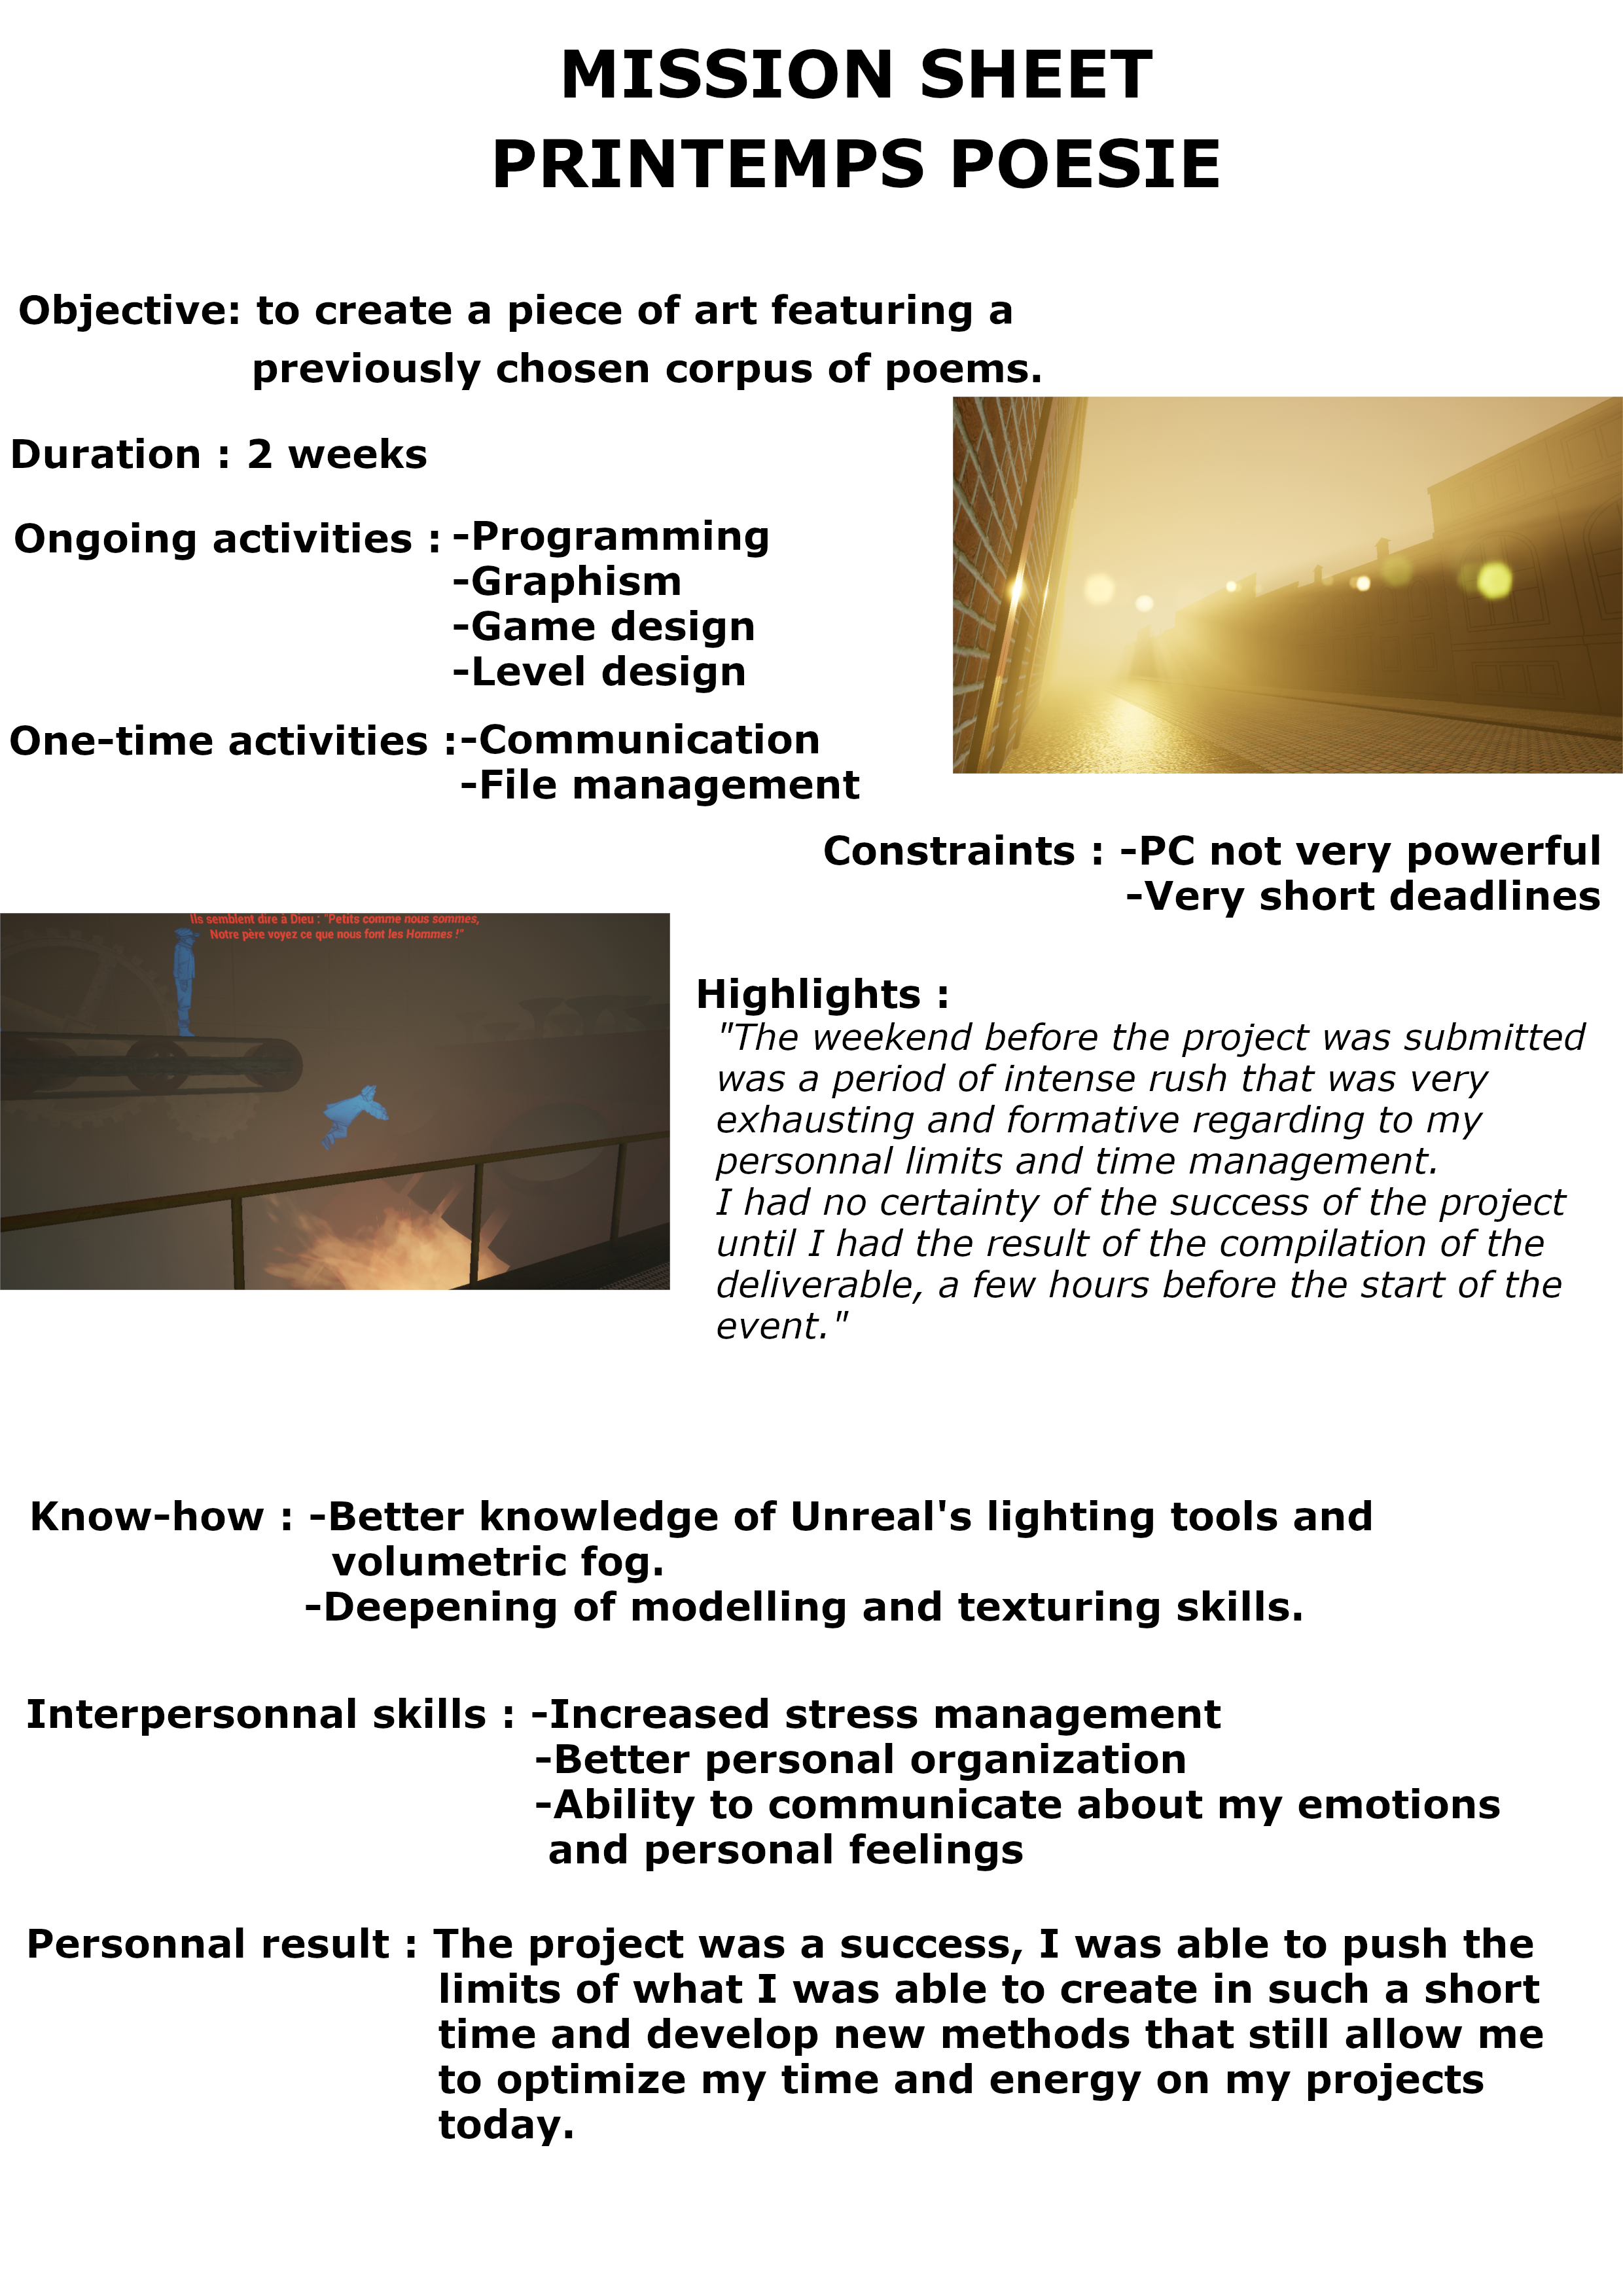 MISSION SHEET
PRINTEMPS POESIE
Objective: to create a piece of art featuring a
previously chosen corpus of poems.
Duration : 2 weeks
Ongoing activities : -Programming
-Graphism
-Game design
-Level design
One-time activities : -Communication
-File management
Constraints : -PC not very powerful
-Very short deadlines
Ils semblent dire à Dieu : "Petits comme nous sommes,
Notre père voyez ce que nous font les Hommes !"
Highlights :
"The weekend before the project was submitted
was a period of intense rush that was very
exhausting and formative regarding to my
personnal limits and time management.
I had no certainty of the success of the project
until I had the result of the compilation of the
deliverable, a few hours before the start of the
event."
Know-how : -Better knowledge of Unreal's lighting tools and
volumetric fog.
-Deepening of modelling and texturing skills.
Interpersonnal skills : -Increased stress management
-Better personal organization
-Ability to communicate about my emotions
and personal feelings
Personnal result : The project was a success, I was able to push the
limits of what I was able to create in such a short
time and develop new methods that still allow me
to optimize my time and energy on my projects
today.